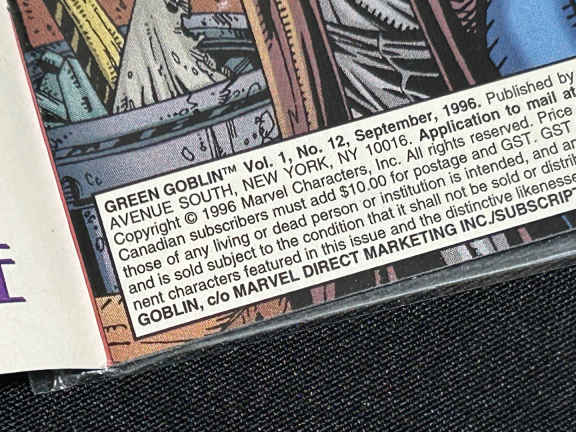 GREEN GOBLIN™ Vol. 1, No. 12, September, 1996. Published by
AVENUE SOUTH, NEW YORK, NY 10016. Application to mail at
Copyright © 1996 Marvel Characters, Inc. All rights reserved. Price
Canadian subscribers must add $10.00 for postage and GST. GST
those of any living or dead person or institution is intended, and
and is sold subject to the condition that it shall not be sold or
nent characters featured in this issue and the distinctive
GOBLIN, c/o MARVEL DIRECT MARKETING INC./